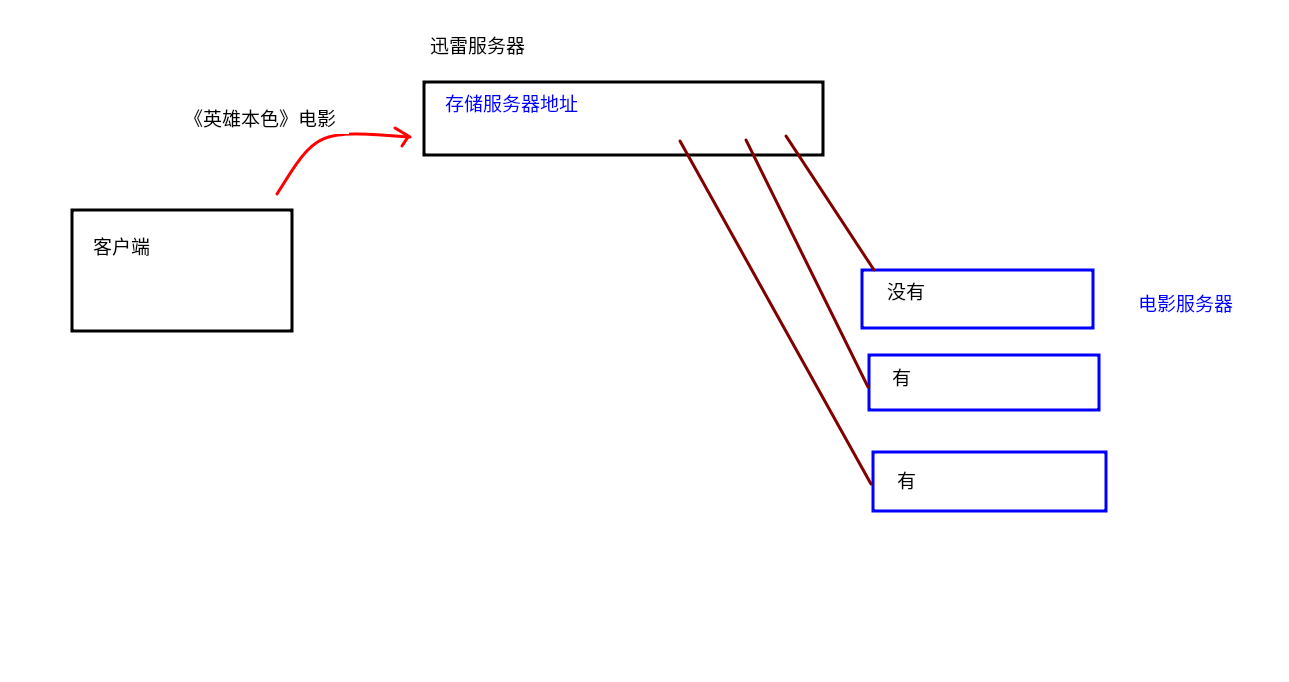 迅雷服务器
存储服务器地址
《英雄本色》电影
客户端
没有
电影服务器
有
有